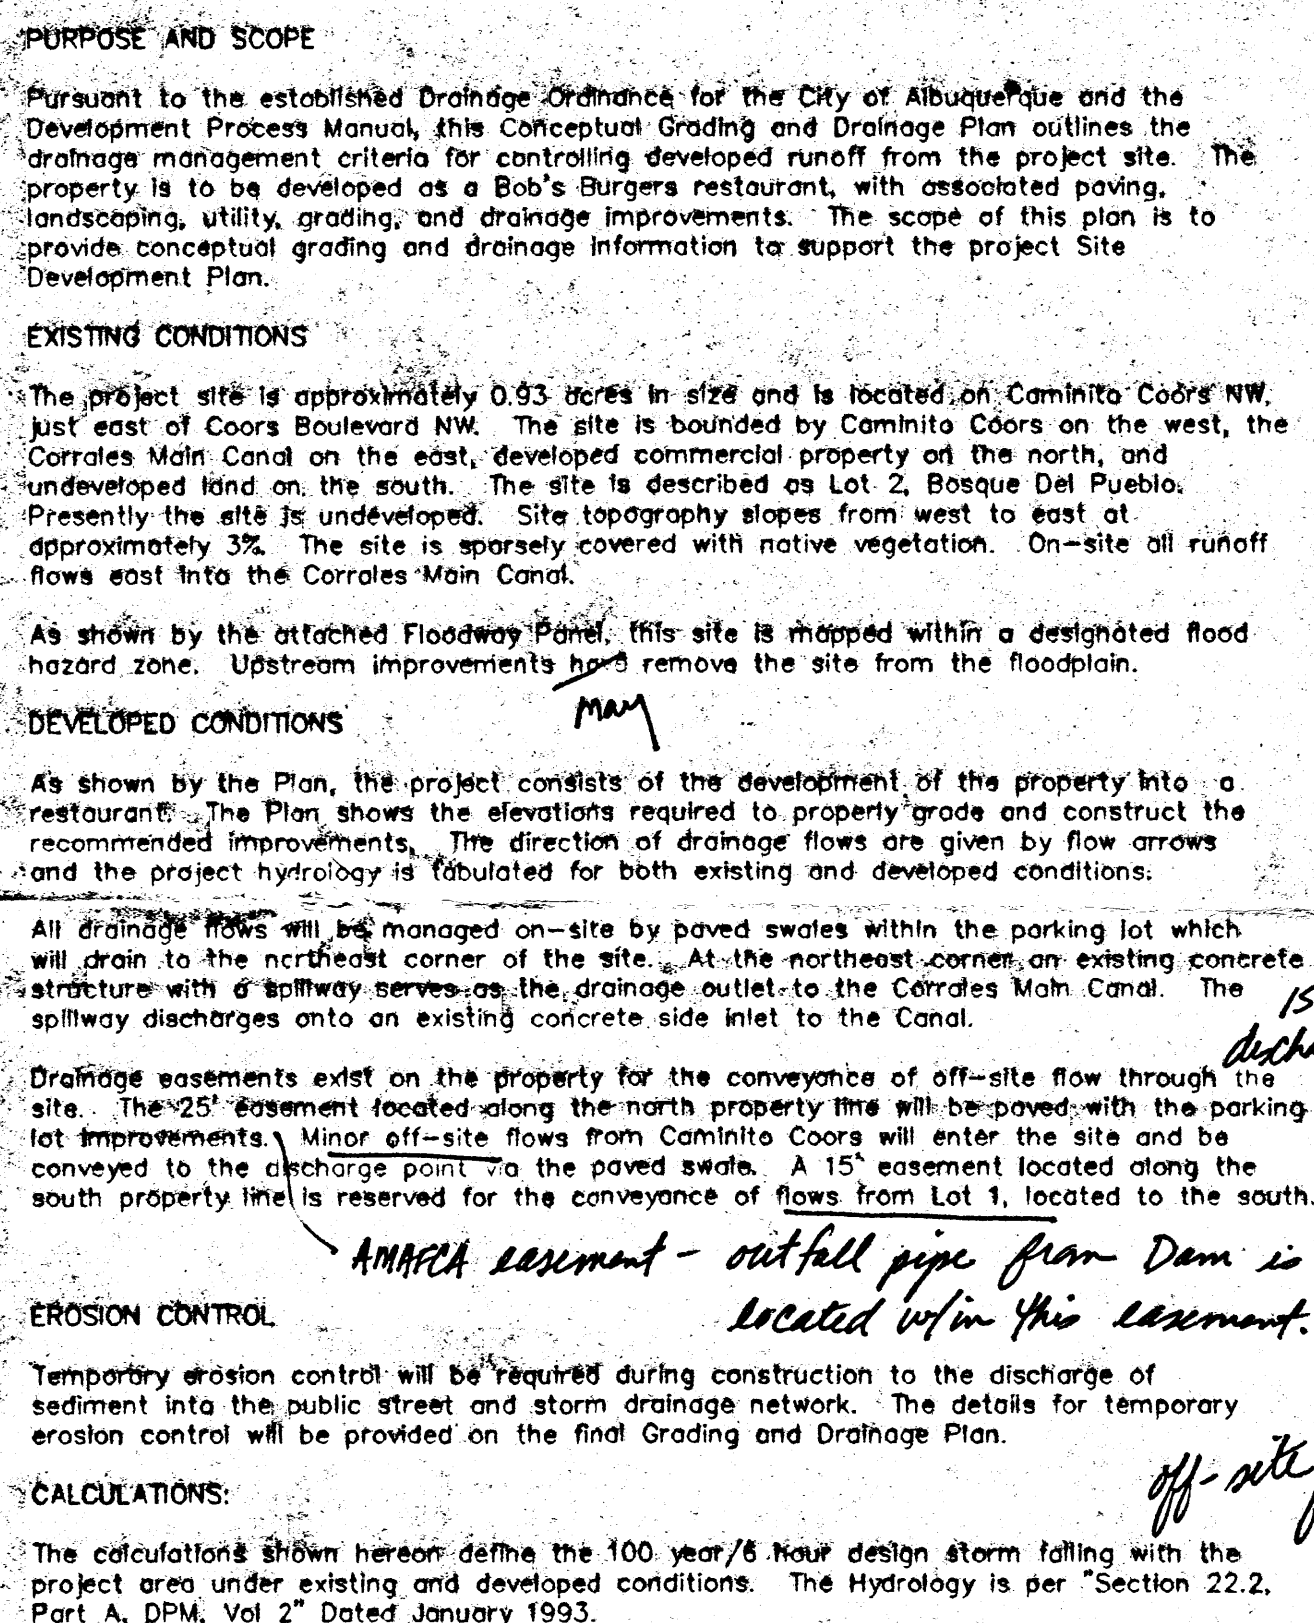 PURPOSE AND SCOPE
Pursuant to the established Drainage Ordinance for the City of Albuquerque and the
Development Process Manual, this Conceptual Grading and Drainage Plan outlines the
drainage management criteria for controlling developed runoff from the project site. The
property is to be developed as a Bob's Burgers restaurant, with associated paving,
landscaping, utility, grading, and drainage improvements. The scope of this plan is to
provide conceptual grading and drainage information to support the project Site
Development Plan.
EXISTING CONDITIONS
The project site is approximately 0.93 acres in size and is located on Caminito Coors NW,
just east of Coors Boulevard NW. The site is bounded by Caminito Coors on the west, the
Corrales Main Canal on the east, developed commercial property on the north, and
undeveloped land on the south. The site is described as Lot 2, Bosque Del Pueblo.
Presently the site is undeveloped. Site topography slopes from west to east at
approximately 3%. The site is sparsely covered with native vegetation. On-site all runoff
flows east into the Corrales Main Canal.
As shown by the attached Floodway Panel, this site is mapped within a designated flood
hazard zone. Upstream improvements have remove the site from the floodplain.
may
DEVELOPED CONDITIONS
As shown by the Plan, the project consists of the development of the property into a
restaurant. The Plan shows the elevations required to property grade and construct the
recommended improvements. The direction of drainage flows are given by flow arrows
and the project hydrology is tabulated for both existing and developed conditions.
All drainage flows will be managed on-site by paved swales within the parking lot which
will drain to the northeast corner of the site. At the northeast corner an existing concrete
structure with a spillway serves as the drainage outlet to the Corrales Main Canal. The
spillway discharges onto an existing concrete side inlet to the Canal.
Drainage easements exist on the property for the conveyance of off-site flow through the
site. The 25' easement located along the north property line will be paved with the parking
lot improvements. Minor off-site flows from Caminito Coors will enter the site and be
conveyed to the discharge point via the paved swale. A 15' easement located along the
south property line is reserved for the conveyance of flows from Lot 1, located to the south.
AMAFCA easement - outfall pipe from Dam is
located w/in this easement.
EROSION CONTROL
Temporary erosion control will be required during construction to the discharge of
sediment into the public street and storm drainage network. The details for temporary
erosion control will be provided on the final Grading and Drainage Plan.
off-site
CALCULATIONS:
The calculations shown hereon define the 100 year/6 hour design storm falling with the
project area under existing and developed conditions. The Hydrology is per "Section 22.2,
Part A, DPM, Vol 2" Dated January 1993.